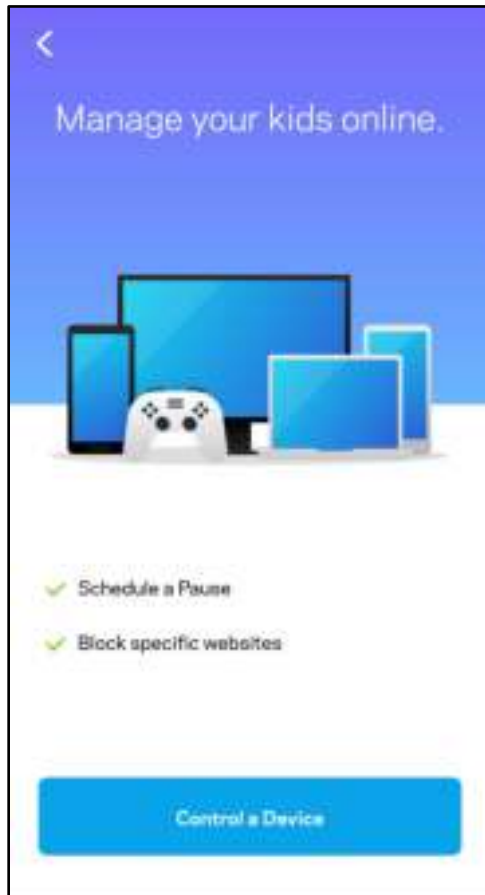 Manage your kids online.
Schedule a Pause
Block specific websites
Control a Device